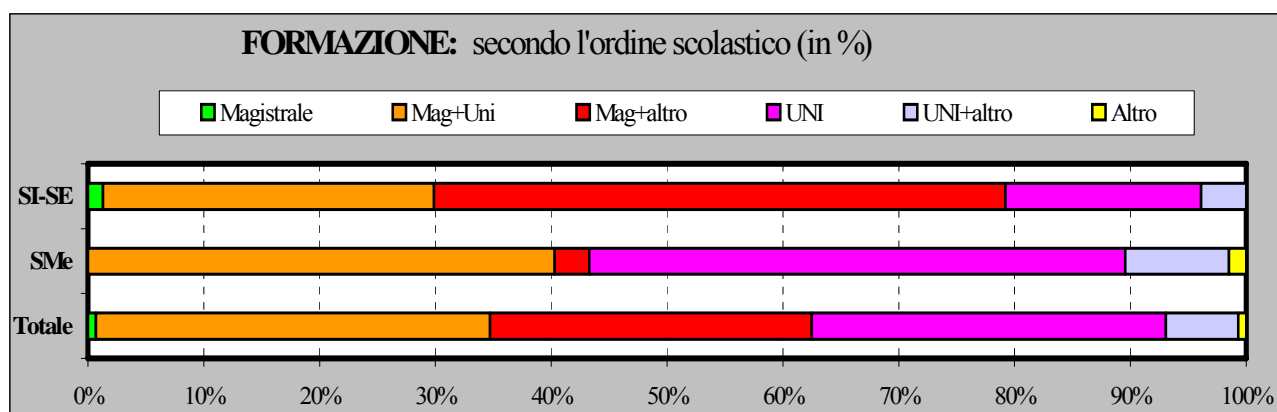 FORMAZIONE: secondo l'ordine scolastico (in %)
Magistrale Mag+Uni Mag+altro UNI UNI+altro Altro
SI-SE
SMe
Totale
0% 10% 20% 30% 40% 50% 60% 70% 80% 90% 100%